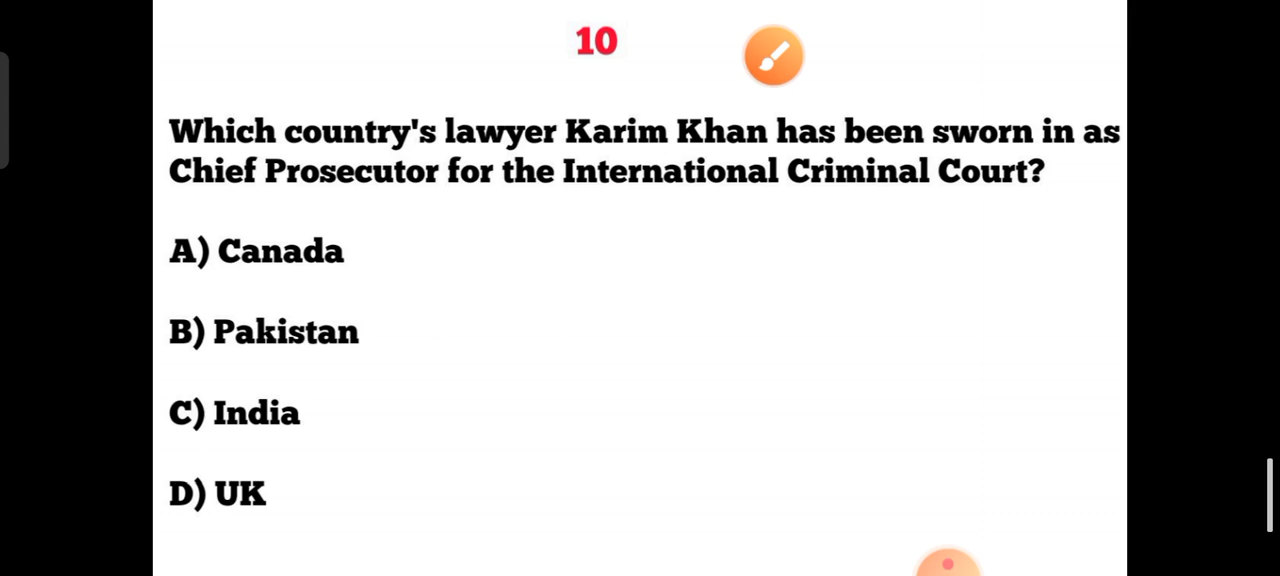 10
Which country's lawyer Karim Khan has been sworn in as
Chief Prosecutor for the International Criminal Court?
A) Canada
B) Pakistan
C) India
D) UK